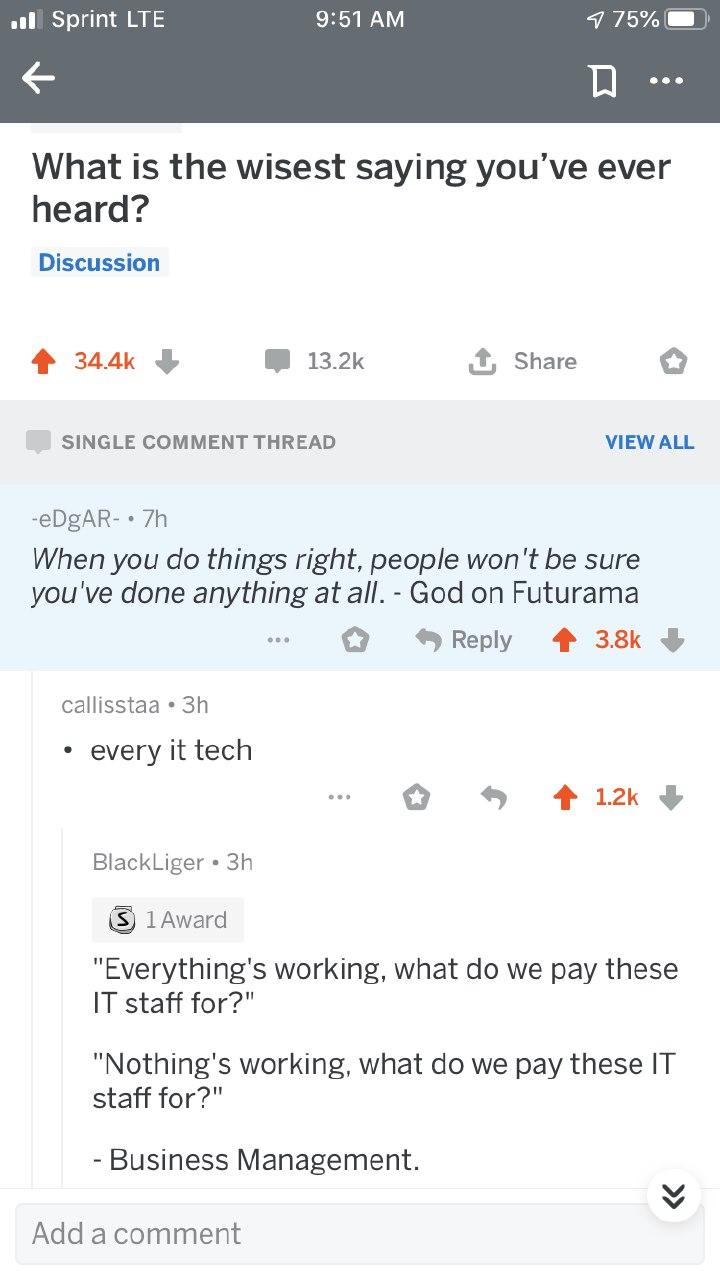 Sprint LTE 9:51 AM 75%
What is the wisest saying you've ever
heard?
Discussion
34.4k 13.2k Share
SINGLE COMMENT THREAD VIEW ALL
-eDgAR- • 7h
When you do things right, people won't be sure
you've done anything at all. - God on Futurama
... Reply 3.8k
callisstaa • 3h
• every it tech
... 1.2k
BlackLiger • 3h
S 1 Award
"Everything's working, what do we pay these
IT staff for?"
"Nothing's working, what do we pay these IT
staff for?"
- Business Management.
Add a comment